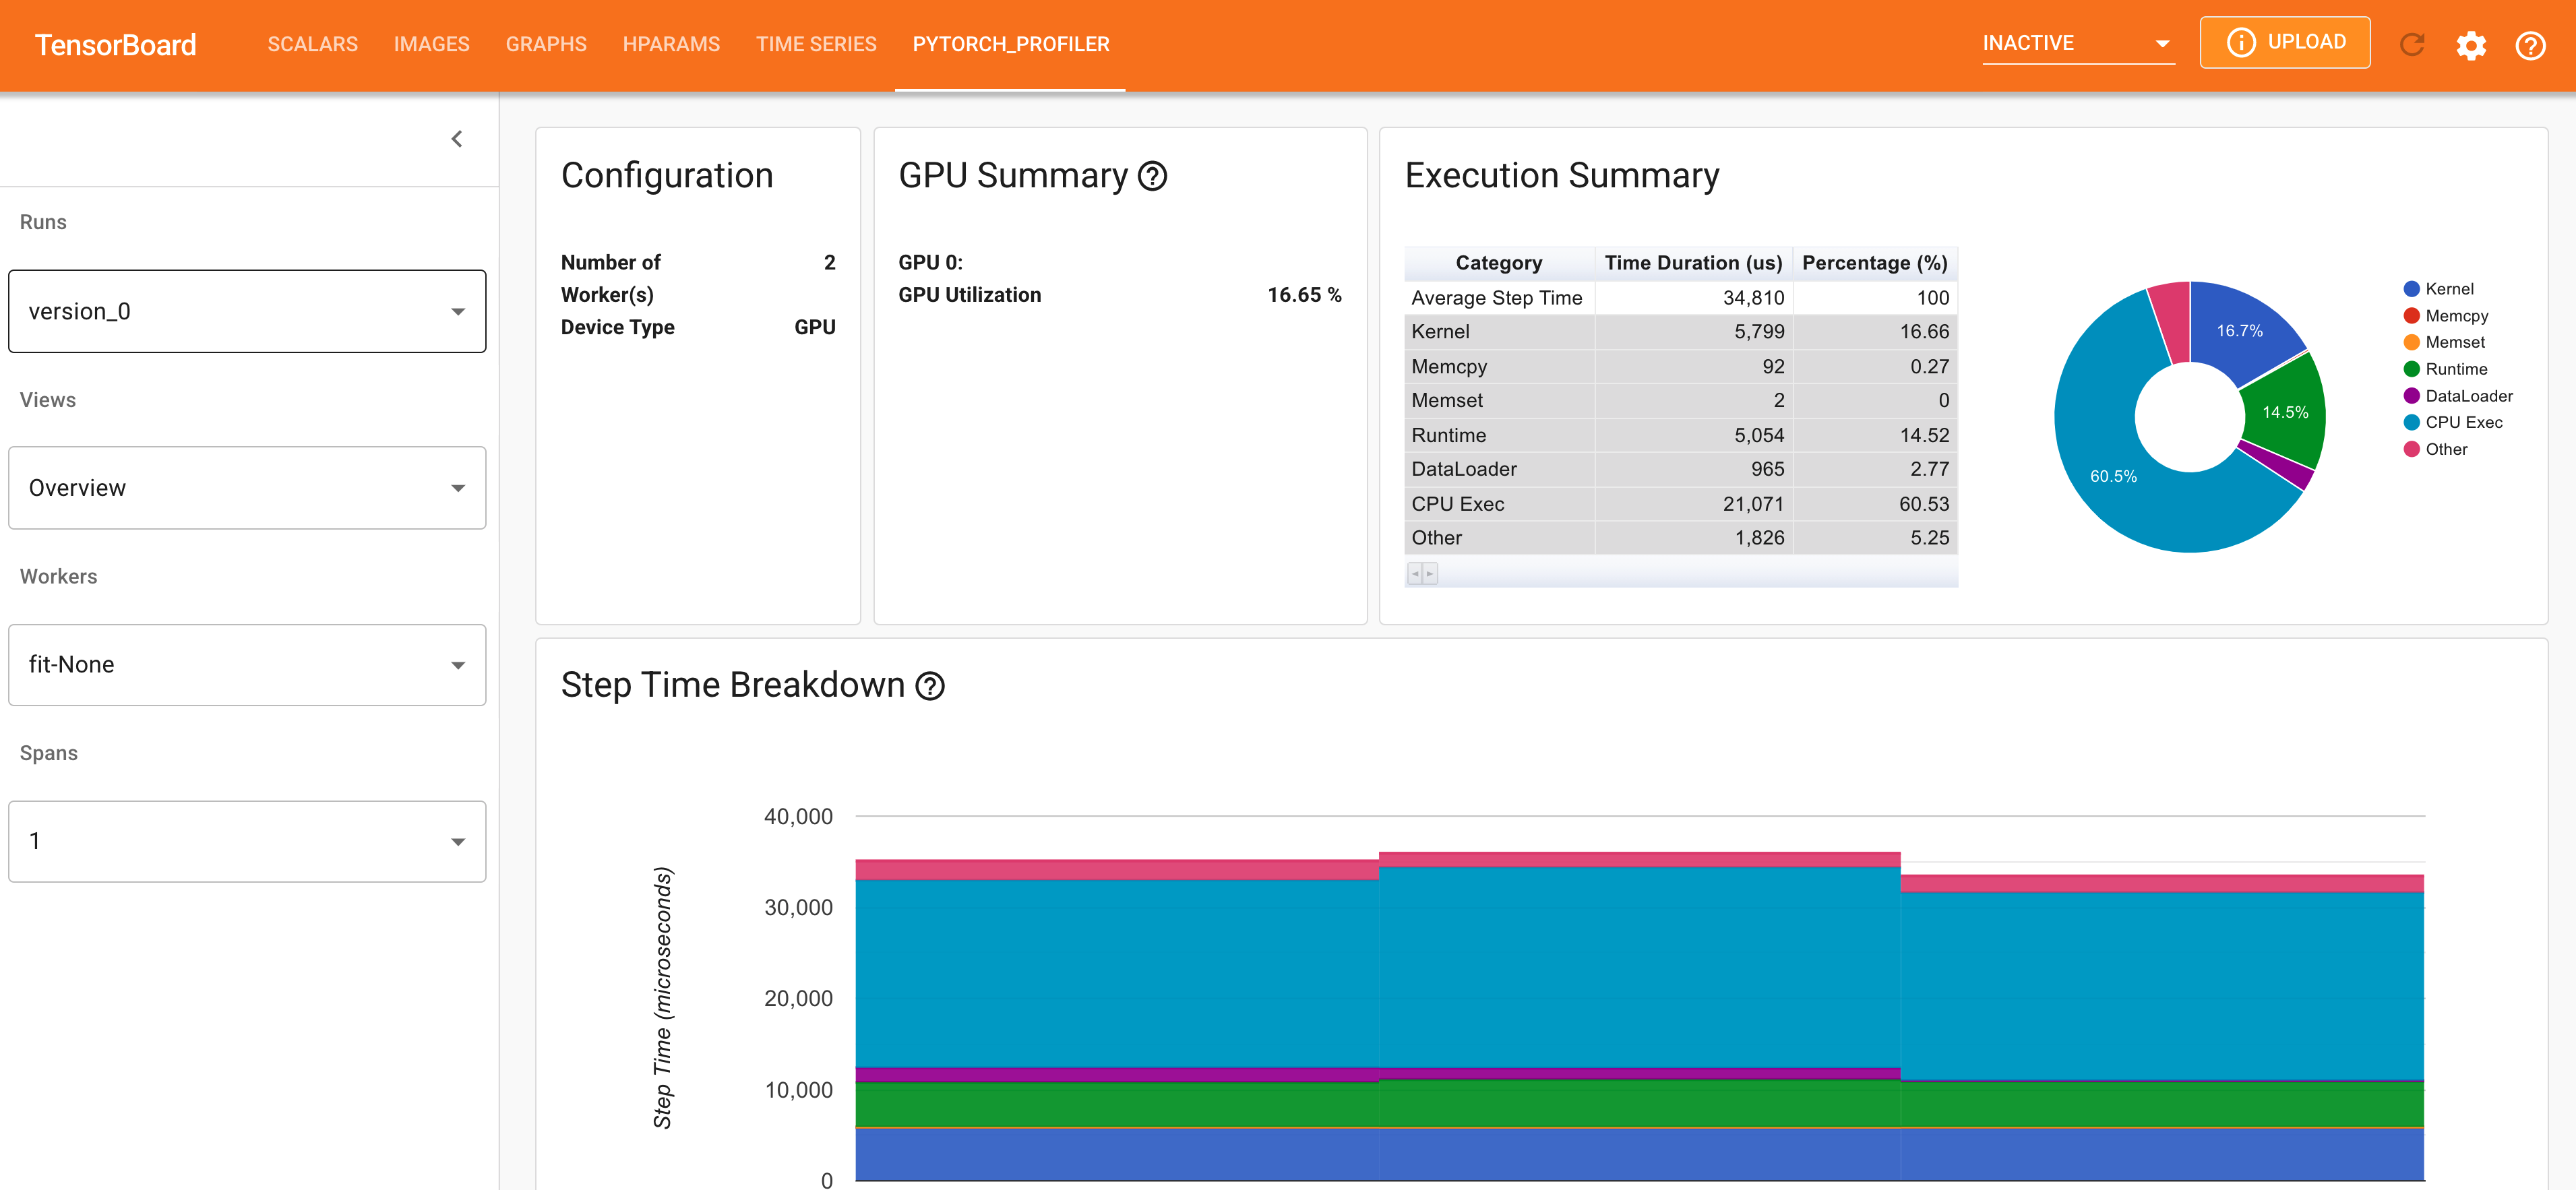 TensorBoard SCALARS IMAGES GRAPHS HPARAMS TIME SERIES PYTORCH_PROFILER INACTIVE UPLOAD
Runs
version_0
Views
Overview
Workers
fit-None
Spans
1
Configuration
Number of Worker(s) 2
Device Type GPU
GPU Summary
GPU 0:
GPU Utilization 16.65 %
Execution Summary
Category Time Duration (us) Percentage (%)
Average Step Time 34,810 100
Kernel 5,799 16.66
Memcpy 92 0.27
Memset 2 0
Runtime 5,054 14.52
DataLoader 965 2.77
CPU Exec 21,071 60.53
Other 1,826 5.25
16.7%
14.5%
60.5%
Kernel
Memcpy
Memset
Runtime
DataLoader
CPU Exec
Other
Step Time Breakdown
Step Time (microseconds)
40,000
30,000
20,000
10,000
0